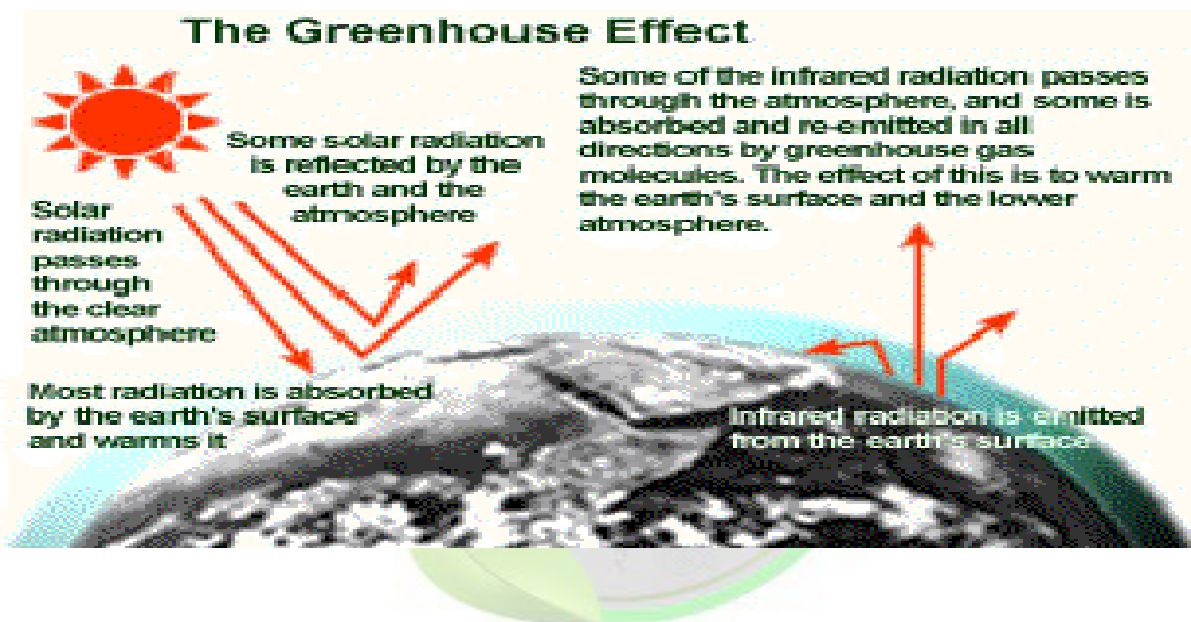 The Greenhouse Effect
Some solar radiation
is reflected by the
earth and the
atmosphere
Some of the infrared radiation passes
through the atmosphere, and some is
absorbed and re-emitted in all
directions by greenhouse gas
molecules. The effect of this is to warm
the earth's surface and the lower
atmosphere.
Solar
radiation
passes
through
the clear
atmosphere
Most radiation is absorbed
by the earth's surface
and warms it
Infrared radiation is emitted
from the earth's surface